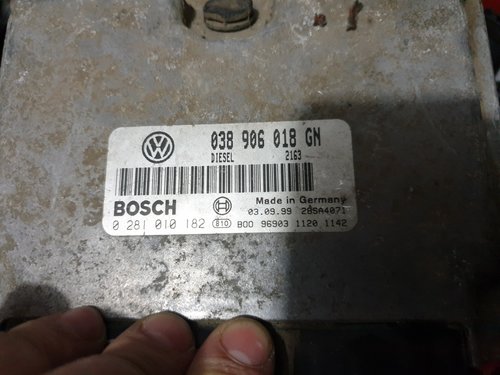 038 906 018 GN
DIESEL 2163
BOSCH Made in Germany
03.09.99 28SA4071
0 281 010 182 810 B00 96903 1120 1142